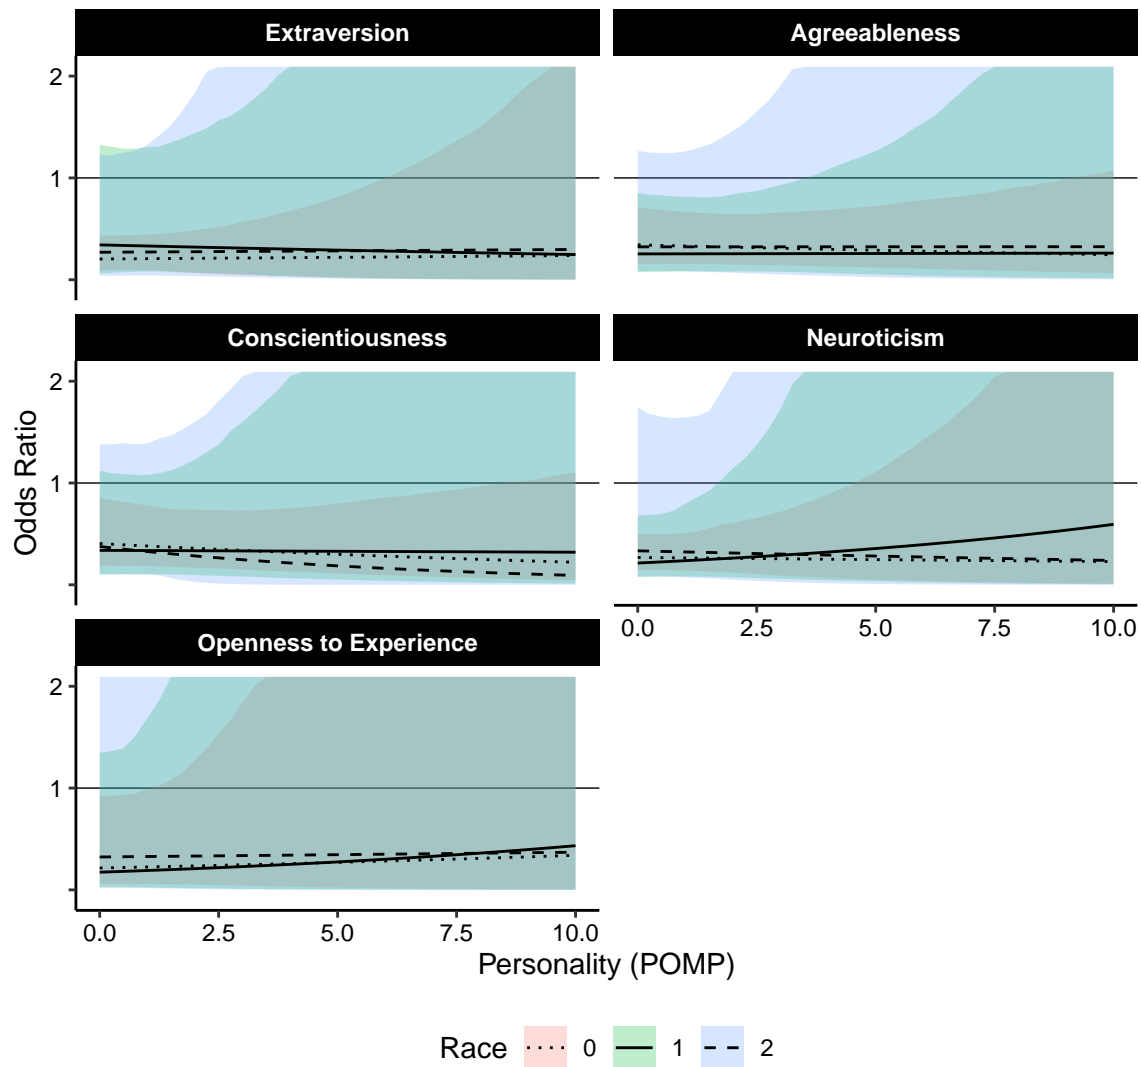 Extraversion
Agreeableness
2
1
Conscientiousness
Neuroticism
2
1
0.0 2.5 5.0 7.5 10.0
Openness to Experience
2
1
0.0 2.5 5.0 7.5 10.0
Odds Ratio
Personality (POMP)
Race 0 1 2